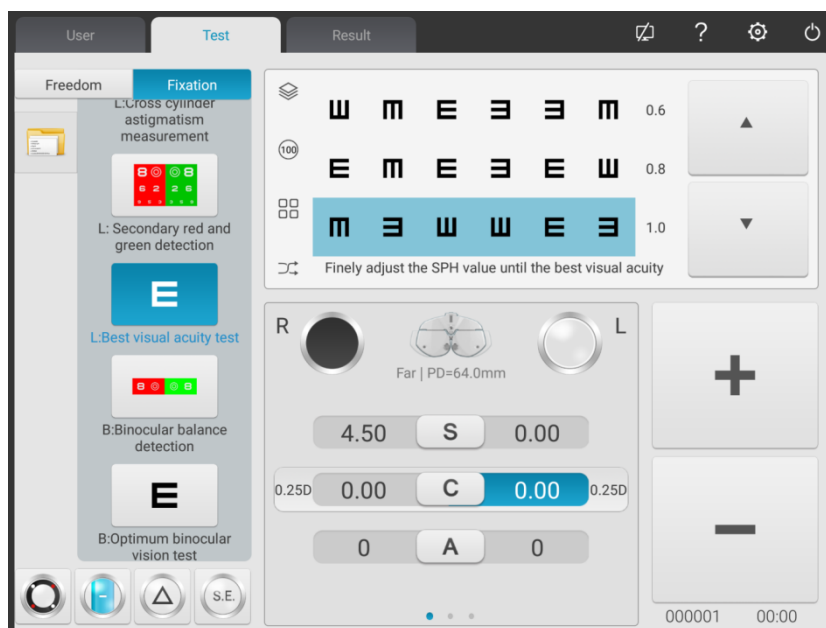 User
Test
Result
?
Freedom
Fixation
L:Cross cylinder
astigmatism
measurement
8 8
6 2 2 6
L: Secondary red and
green detection
E
L:Best visual acuity test
8 8
B:Binocular balance
detection
E
B:Optimum binocular
vision test
S.E.
100
E E E E E E 0.6
E E E E E E 0.8
E E E E E E 1.0
Finely adjust the SPH value until the best visual acuity
R
L
Far | PD=64.0mm
4.50 S 0.00
0.25D 0.00 C 0.00 0.25D
0 A 0
+
−
000001 00:00